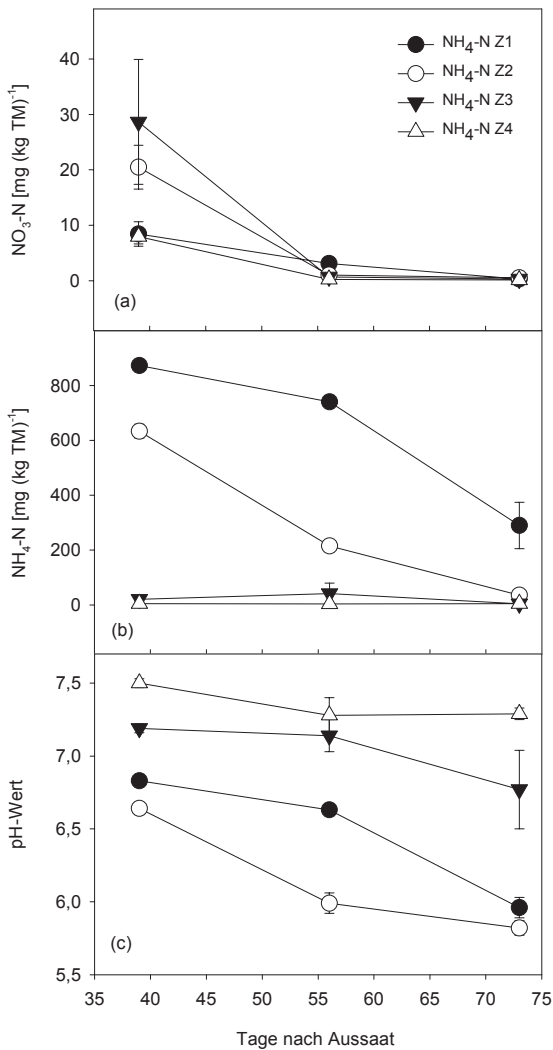 NH4-N Z1
NH4-N Z2
NH4-N Z3
NH4-N Z4
NO3-N [mg (kg TM)-1]
40
30
20
10
0
(a)
NH4-N [mg (kg TM)-1]
800
600
400
200
0
(b)
pH-Wert
7,5
7,0
6,5
6,0
5,5
(c)
35 40 45 50 55 60 65 70 75
Tage nach Aussaat